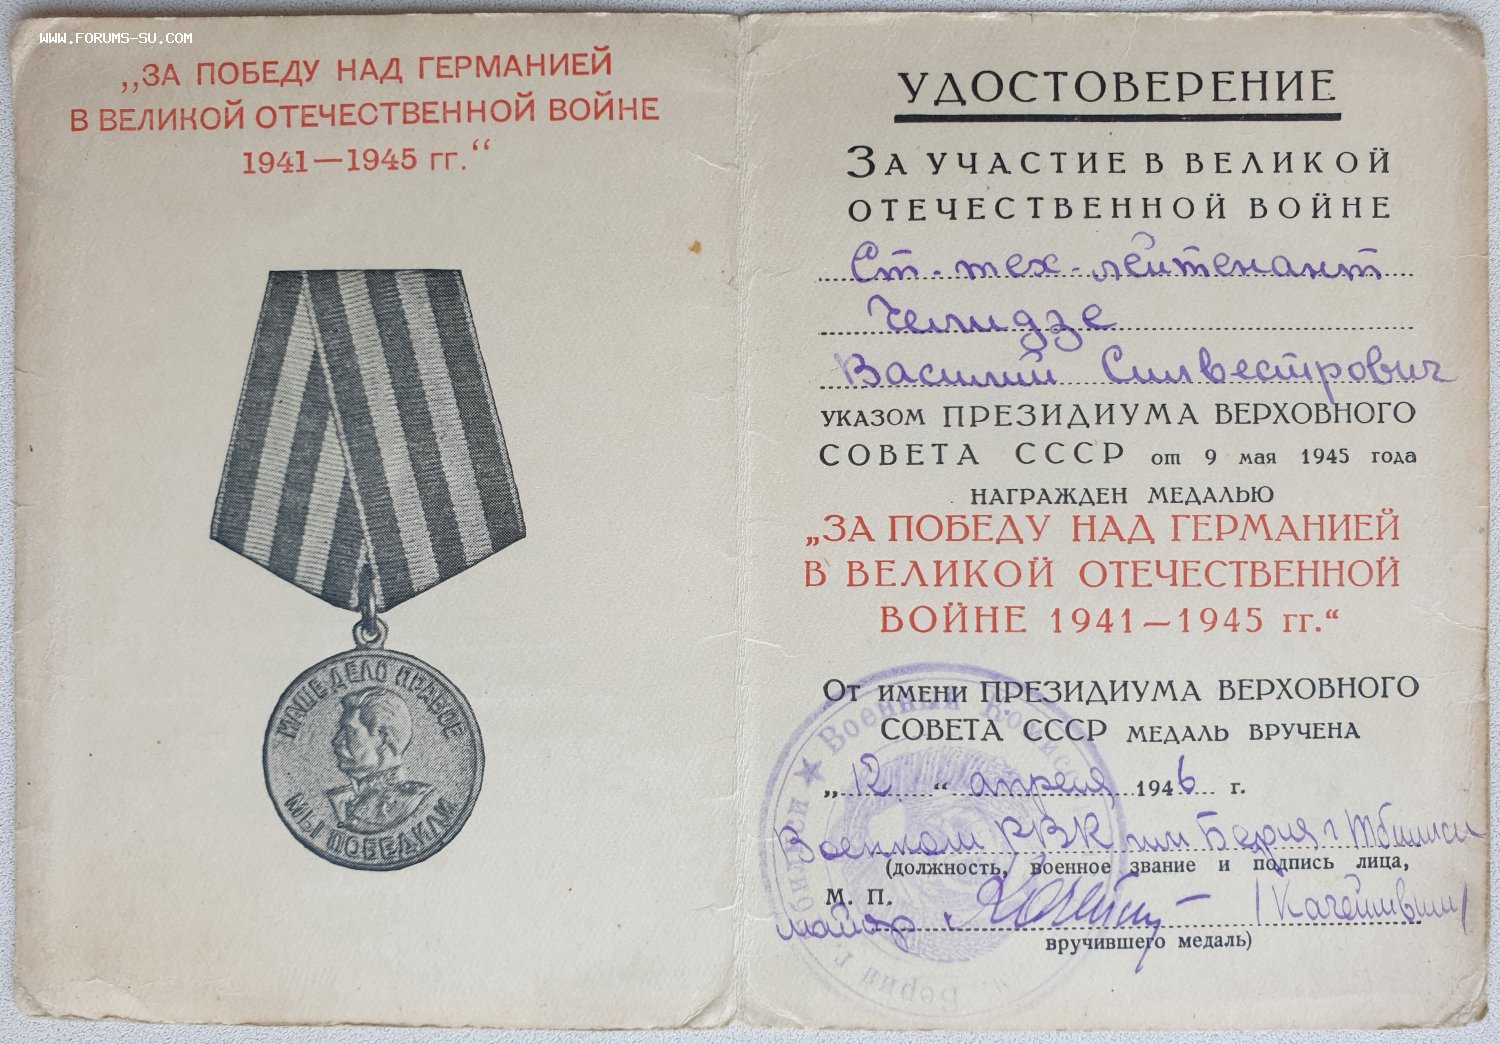 WWW.FORUMS-SU.COM
„ЗА ПОБЕДУ НАД ГЕРМАНИЕЙ
В ВЕЛИКОЙ ОТЕЧЕСТВЕННОЙ ВОЙНЕ
1941—1945 гг.“
НАШЕ ДЕЛО ПРАВОЕ
МЫ ПОБЕДИЛИ
УДОСТОВЕРЕНИЕ
ЗА УЧАСТИЕ В ВЕЛИКОЙ
ОТЕЧЕСТВЕННОЙ ВОЙНЕ
Ст. тех. лейтенант
Василий Силвестрович
УКАЗОМ ПРЕЗИДИУМА ВЕРХОВНОГО
СОВЕТА СССР от 9 мая 1945 года
НАГРАЖДЕН МЕДАЛЬЮ
„ЗА ПОБЕДУ НАД ГЕРМАНИЕЙ
В ВЕЛИКОЙ ОТЕЧЕСТВЕННОЙ
ВОЙНЕ 1941—1945 гг.“
ОТ ИМЕНИ ПРЕЗИДИУМА ВЕРХОВНОГО
СОВЕТА СССР МЕДАЛЬ ВРУЧЕНА
„12“ апреля 1946 г.
Военком РВК им Берия г Тбилиси
(должность, военное звание и подпись лица,
М. П.
майор
вручившего медаль)